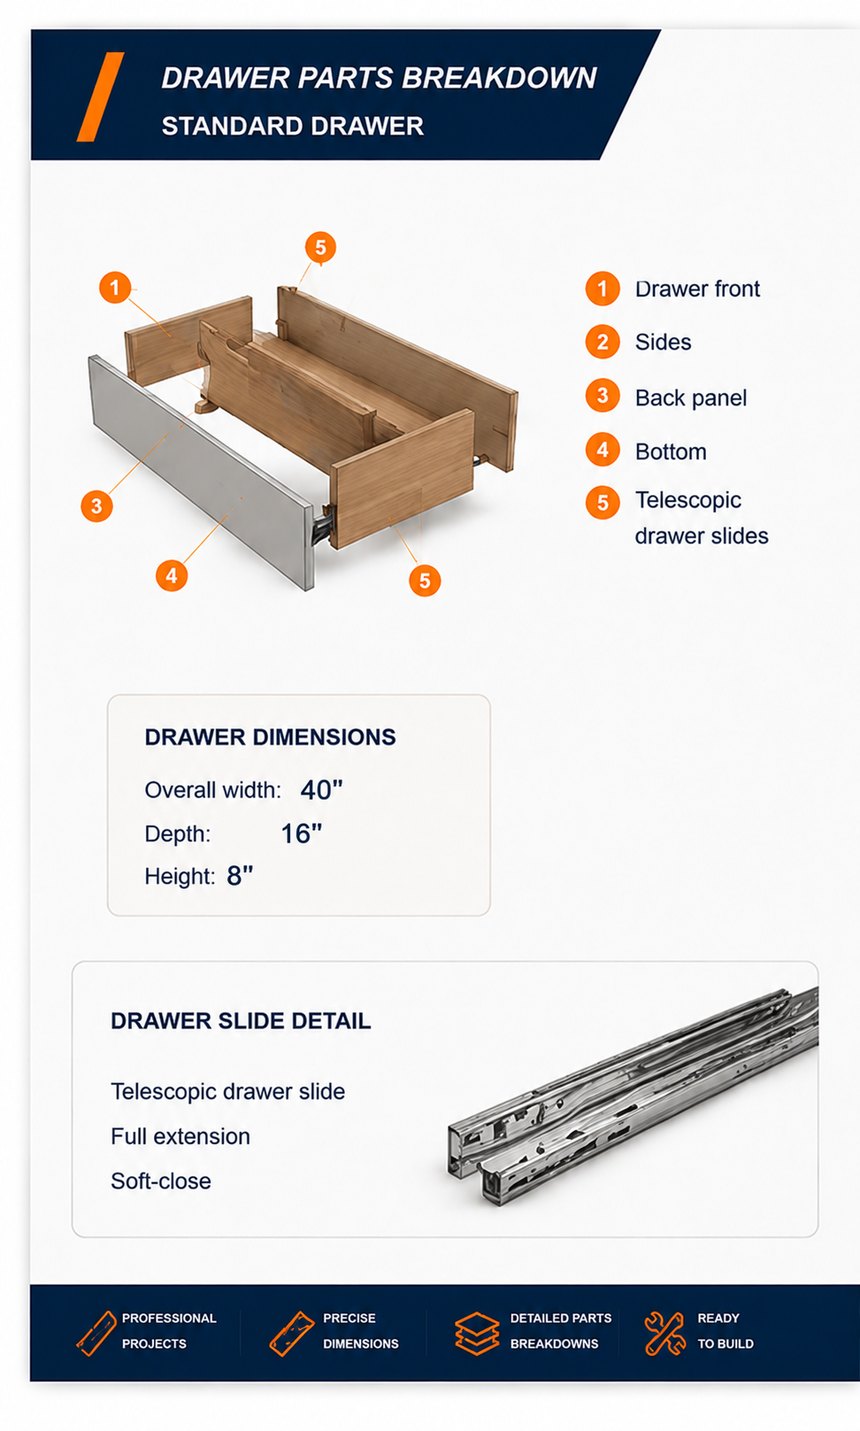 DRAWER PARTS BREAKDOWN
STANDARD DRAWER
5
1
3
4
5
1 Drawer front
2 Sides
3 Back panel
4 Bottom
5 Telescopic
drawer slides
DRAWER DIMENSIONS
Overall width: 40"
Depth: 16"
Height: 8"
DRAWER SLIDE DETAIL
Telescopic drawer slide
Full extension
Soft-close
PROFESSIONAL
PROJECTS
PRECISE
DIMENSIONS
DETAILED PARTS
BREAKDOWNS
READY
TO BUILD